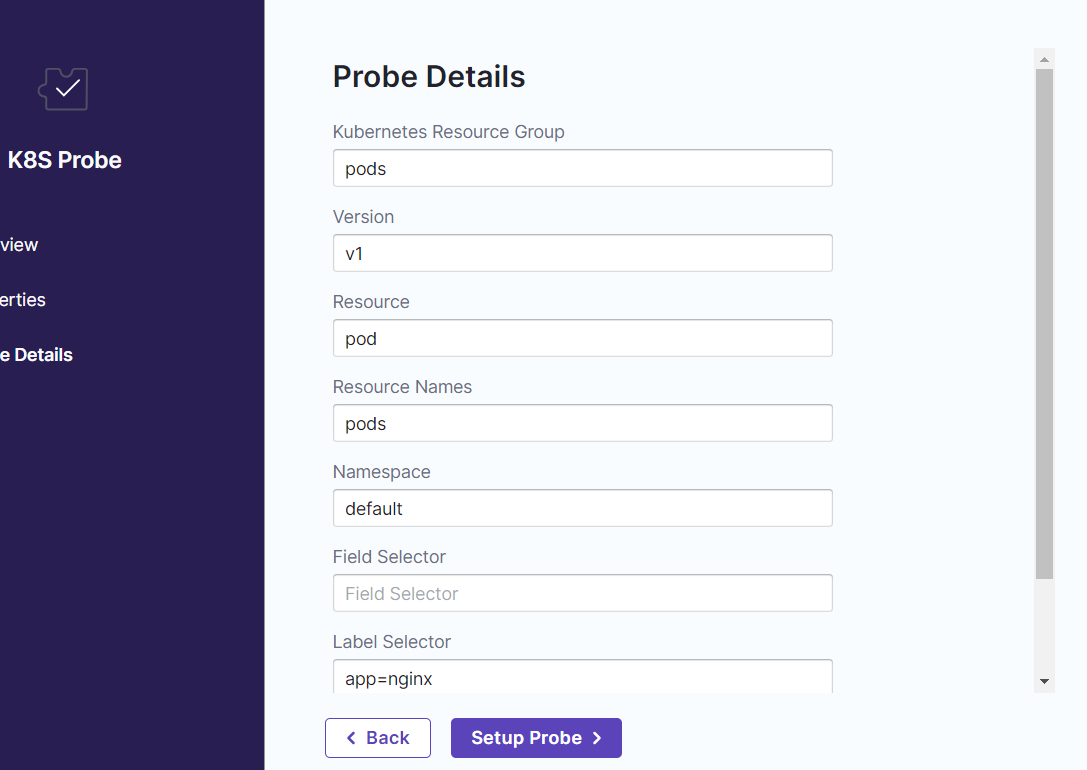 K8S Probe
view
erties
e Details
Probe Details
Kubernetes Resource Group
pods
Version
v1
Resource
pod
Resource Names
pods
Namespace
default
Field Selector
Field Selector
Label Selector
app=nginx
Back
Setup Probe